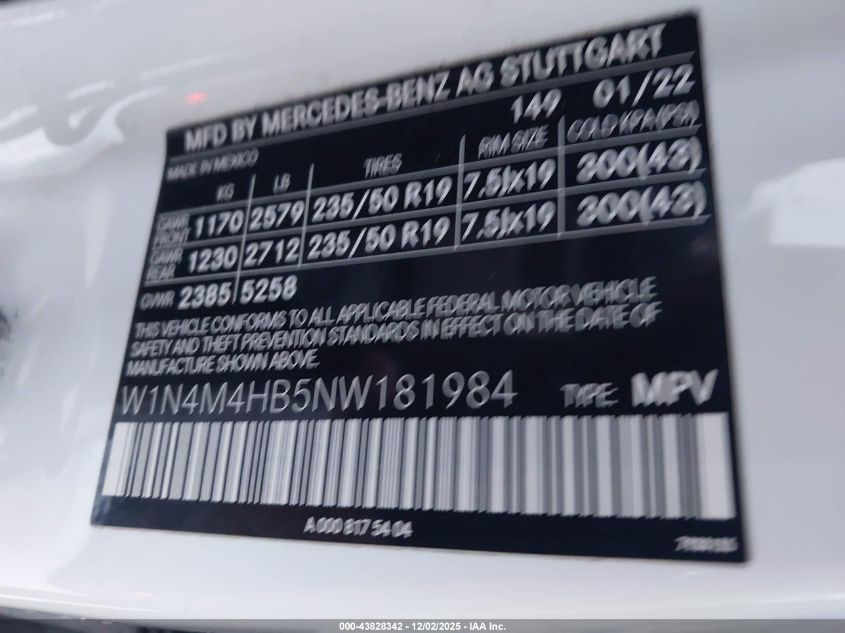 MFD BY MERCEDES-BENZ AG STUTTGART
MADE IN MEXICO 149 01/22
KG LB TIRES RIM SIZE COLD KPA (PSI)
GAWR FRONT 1170 2579 235/50 R19 7.5Jx19 300(43)
GAWR REAR 1230 2712 235/50 R19 7.5Jx19 300(43)
GVWR 2385 5258
THIS VEHICLE CONFORMS TO ALL APPLICABLE FEDERAL MOTOR VEHICLE
SAFETY AND THEFT PREVENTION STANDARDS IN EFFECT ON THE DATE OF
MANUFACTURE SHOWN ABOVE.
W1N4M4HB5NW181984 TYPE: MPV
A 000 817 54 04
000-43828342 - 12/02/2025 - IAA Inc.